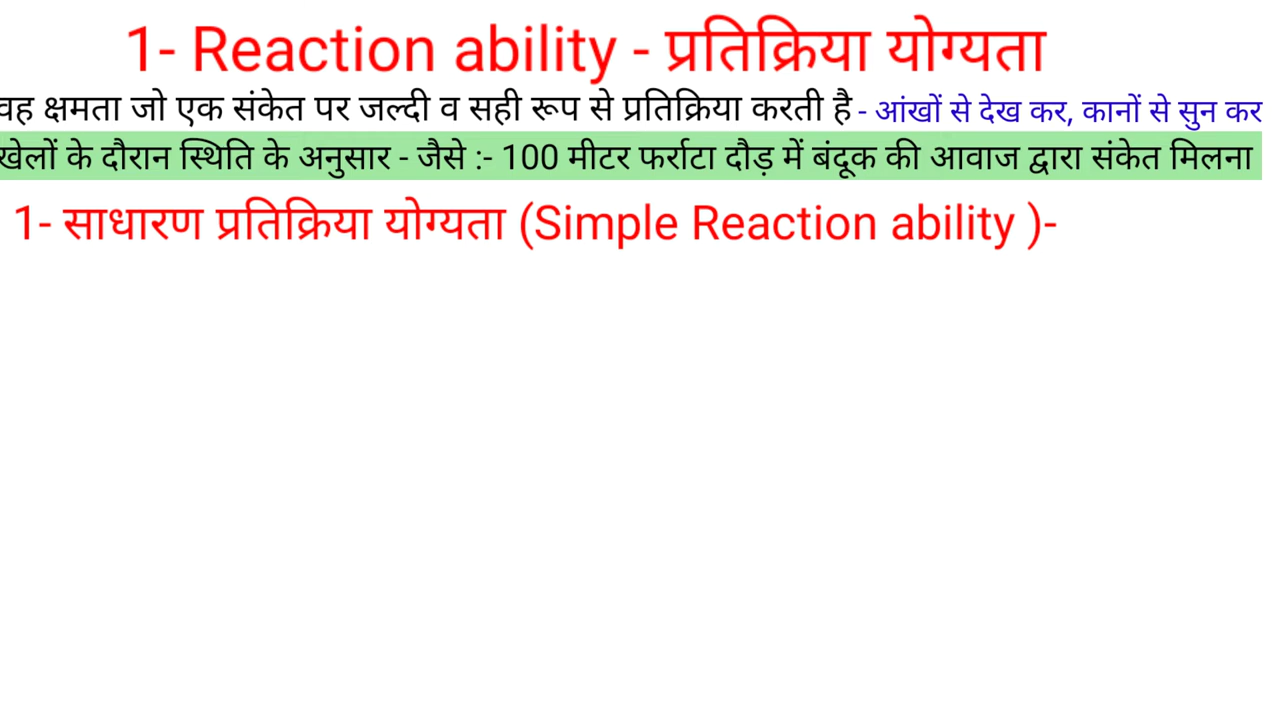 1- Reaction ability - प्रतिक्रिया योग्यता
वह क्षमता जो एक संकेत पर जल्दी व सही रूप से प्रतिक्रिया करती है - आंखों से देख कर, कानों से सुन कर
खेलों के दौरान स्थिति के अनुसार - जैसे :- 100 मीटर फर्राटा दौड़ में बंदूक की आवाज द्वारा संकेत मिलना
1- साधारण प्रतिक्रिया योग्यता (Simple Reaction ability )-